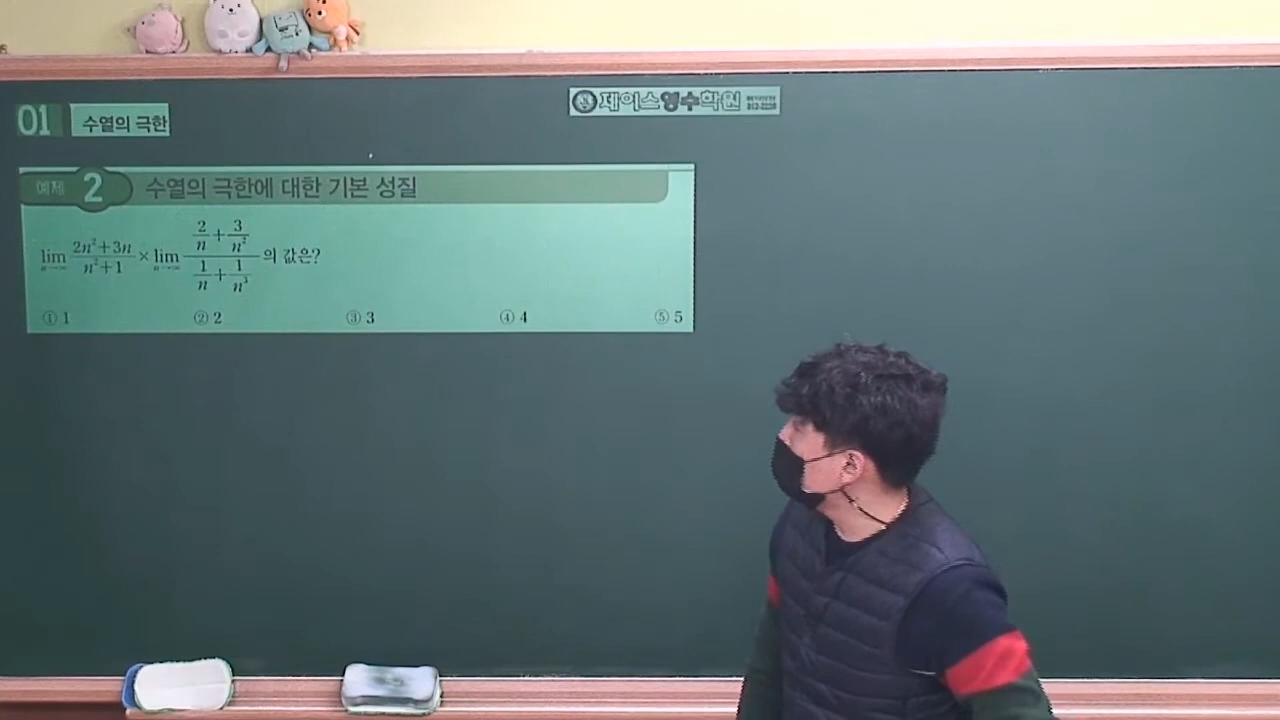 01 수열의 극한
제이스영수학원
예제 2 수열의 극한에 대한 기본 성질
lim n→∞ (2n²+3n)/(n²+1) × lim n→∞ (2/n + 3/n²)/(1/n + 1/n³) 의 값은?
① 1 ② 2 ③ 3 ④ 4 ⑤ 5